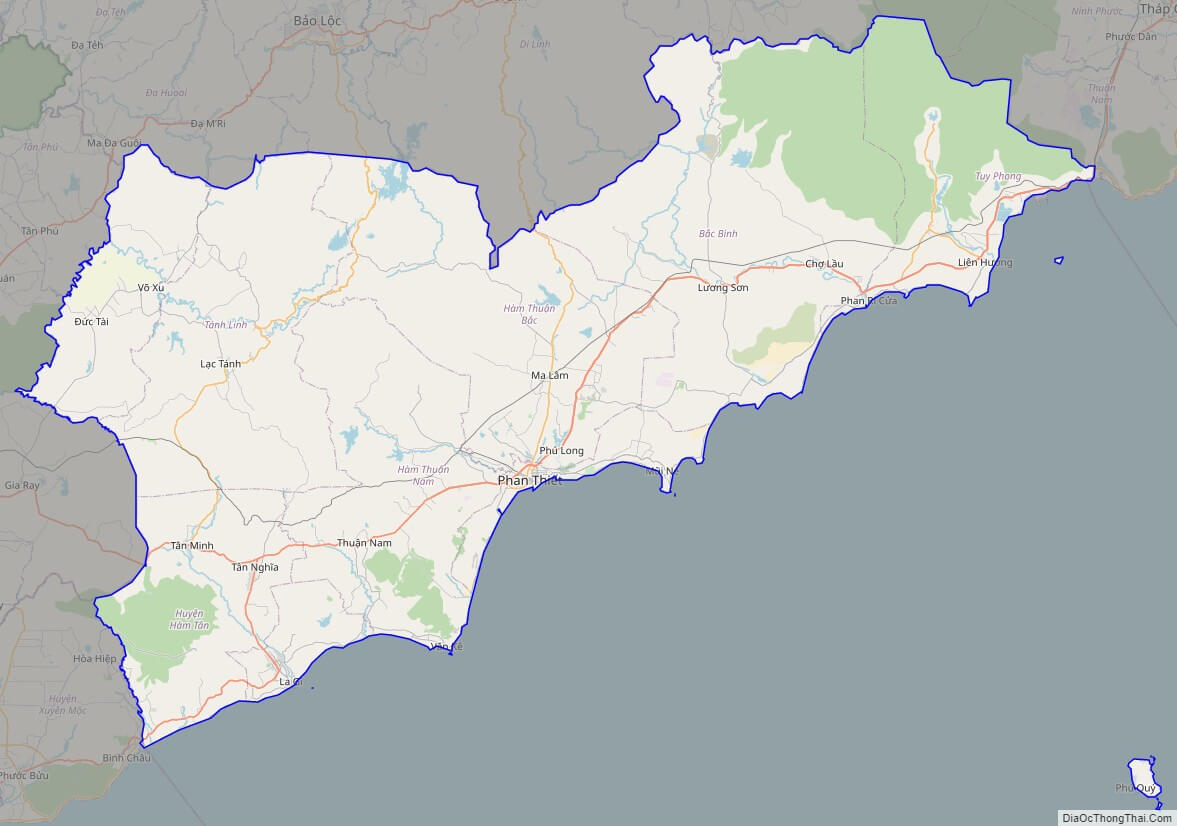 Bảo Lộc
Di Linh
Ninh Phước
Tháp C
Phước Dân
Đạ Tẻh
Đa Tẻh
Đa Huoai
Thuận
Nam
Đạ M'Ri
Ma Đa Guôi
Tân Phú
Tuy Phong
Tân Phú
Bắc Bình
Liên Hương
Chợ Lầu
Võ Xu
Lương Sơn
Phan Rí Cửa
Hàm Thuận
Bắc
Đức Tài
Tánh Linh
Lạc Tánh
Ma Lâm
Phú Long
Hàm Thuận
Nam
Mũi Né
Phan Thiết
Gia Ray
Tân Minh
Thuận Nam
Tân Nghĩa
Huyện
Hàm Tân
Văn Kê
Hòa Hiệp
La Gi
Huyện
Xuyên Mộc
Bình Châu
Phước Bửu
Phú Quý
DiaOcThongThai.Com